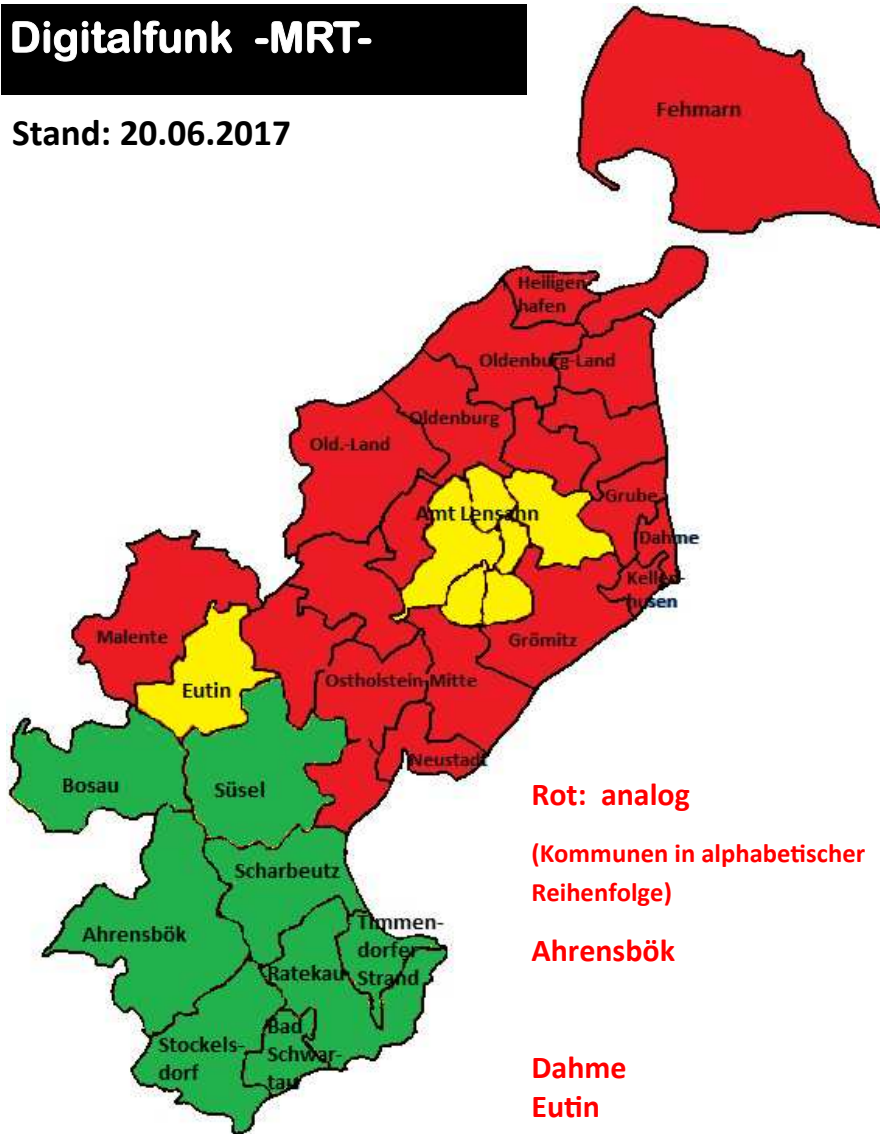 Digitalfunk -MRT-
Stand: 20.06.2017
Fehmarn
Heiligen
hafen
Oldenburg-Land
Oldenburg
Old.-Land
Amt Lensahn
Grube
Dahme
Kellen-
husen
Grömitz
Malente
Eutin
Ostholstein-Mitte
Neustadt
Bosau
Süsel
Scharbeutz
Ahrensbök
Timmen-
dorfer
Strand
Ratekau
Bad
Schwar-
tau
Stockels-
dorf
Rot: analog
(Kommunen in alphabetischer
Reihenfolge)
Ahrensbök
Dahme
Eutin